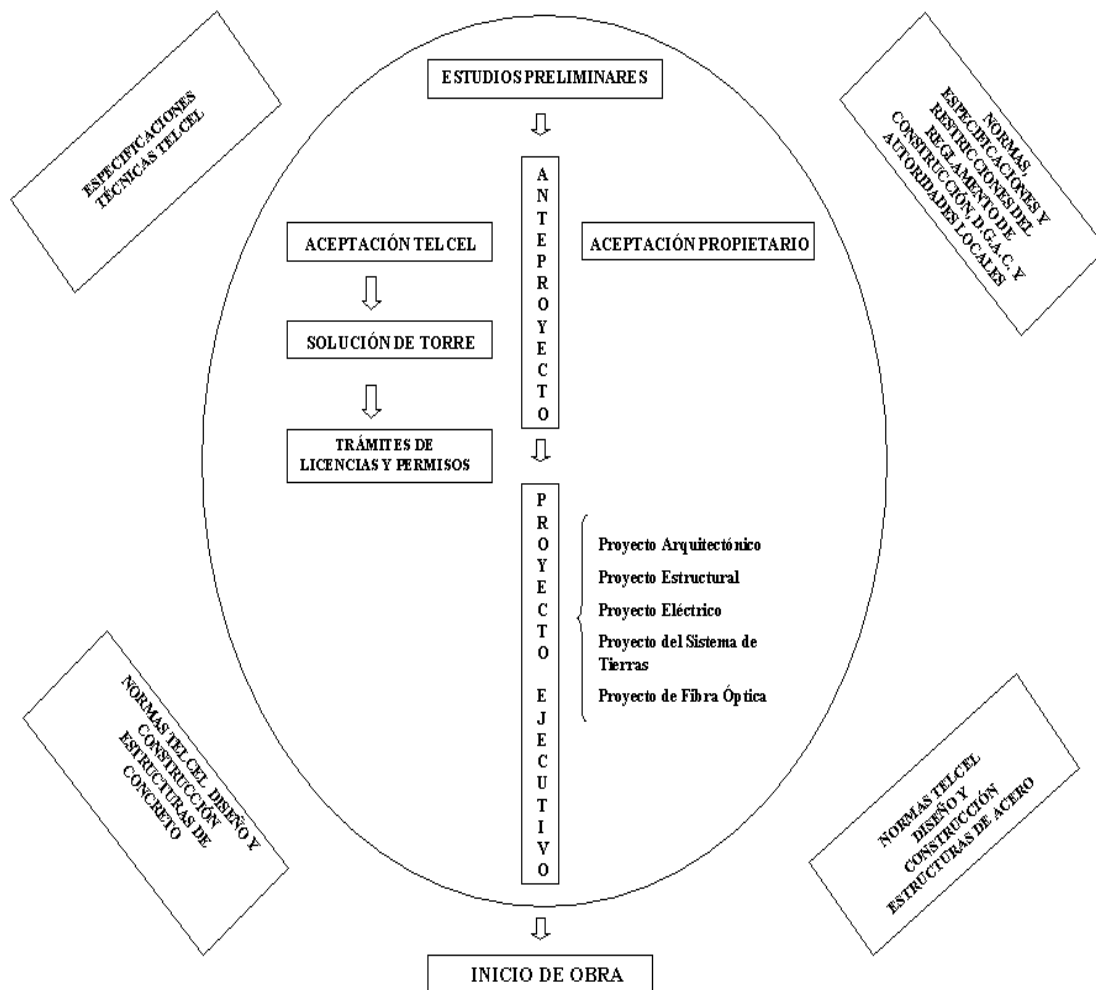 ESTUDIOS PRELIMINARES
ESPECIFICACIONES
TÉCNICAS TELCEL
NORMAS,
ESPECIFICACIONES Y
RESTRICCIONES DEL
REGLAMENTO DE
CONSTRUCCIÓN, D.G.A.C. Y
AUTORIDADES LOCALES
ANTEPROYECTO
ACEPTACIÓN TELCEL
ACEPTACIÓN PROPIETARIO
SOLUCIÓN DE TORRE
TRÁMITES DE
LICENCIAS Y PERMISOS
PROYECTO EJECUTIVO
Proyecto Arquitectónico
Proyecto Estructural
Proyecto Eléctrico
Proyecto del Sistema de
Tierras
Proyecto de Fibra Óptica
NORMAS TELCEL DISEÑO Y
CONSTRUCCIÓN
ESTRUCTURAS DE
CONCRETO
NORMAS TELCEL
DISEÑO Y
CONSTRUCCIÓN
ESTRUCTURAS DE ACERO
INICIO DE OBRA